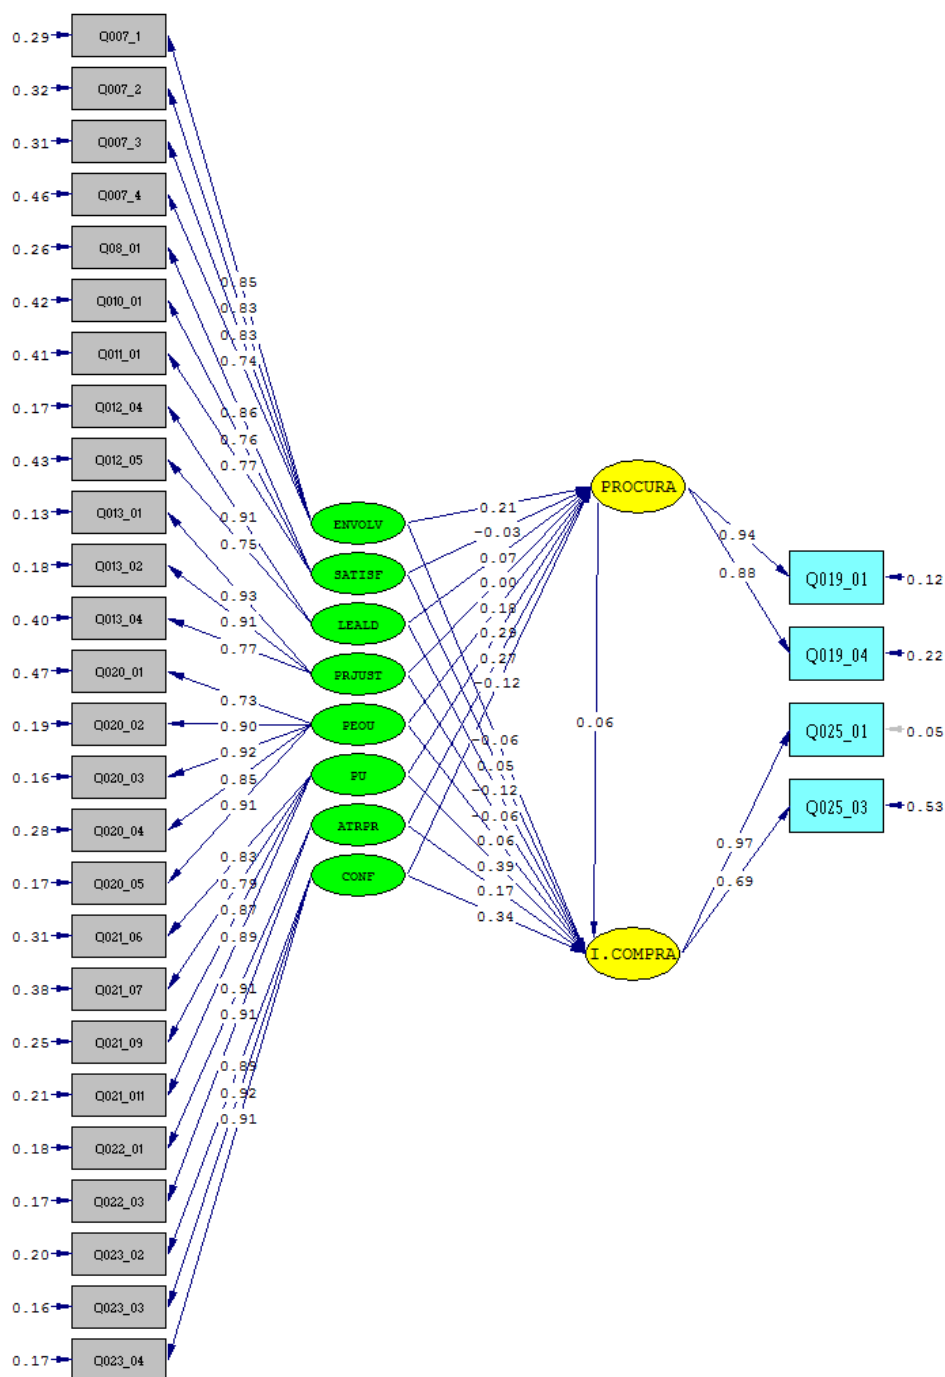 0.29 Q007_1
0.32 Q007_2
0.31 Q007_3
0.46 Q007_4
0.26 Q08_01
0.42 Q010_01
0.41 Q011_01
0.17 Q012_04
0.43 Q012_05
0.13 Q013_01
0.18 Q013_02
0.40 Q013_04
0.47 Q020_01
0.19 Q020_02
0.16 Q020_03
0.28 Q020_04
0.17 Q020_05
0.31 Q021_06
0.38 Q021_07
0.25 Q021_09
0.21 Q021_011
0.18 Q022_01
0.17 Q022_03
0.20 Q023_02
0.16 Q023_03
0.17 Q023_04
0.85
0.83
0.83
0.74
0.86
0.76
0.77
0.91
0.75
0.93
0.91
0.77
0.73
0.90
0.92
0.85
0.91
0.83
0.79
0.87
0.89
0.91
0.91
0.89
0.92
0.91
ENVOLV
SATISF
LEALD
PRJUST
PEOU
PU
ATRPR
CONF
0.21
-0.03
0.07
0.00
0.18
0.29
0.27
-0.12
-0.06
0.05
-0.12
-0.06
0.06
0.39
0.17
0.34
PROCURA
0.06
I.COMPRA
0.94
0.88
0.97
0.69
Q019_01 0.12
Q019_04 0.22
Q025_01 0.05
Q025_03 0.53